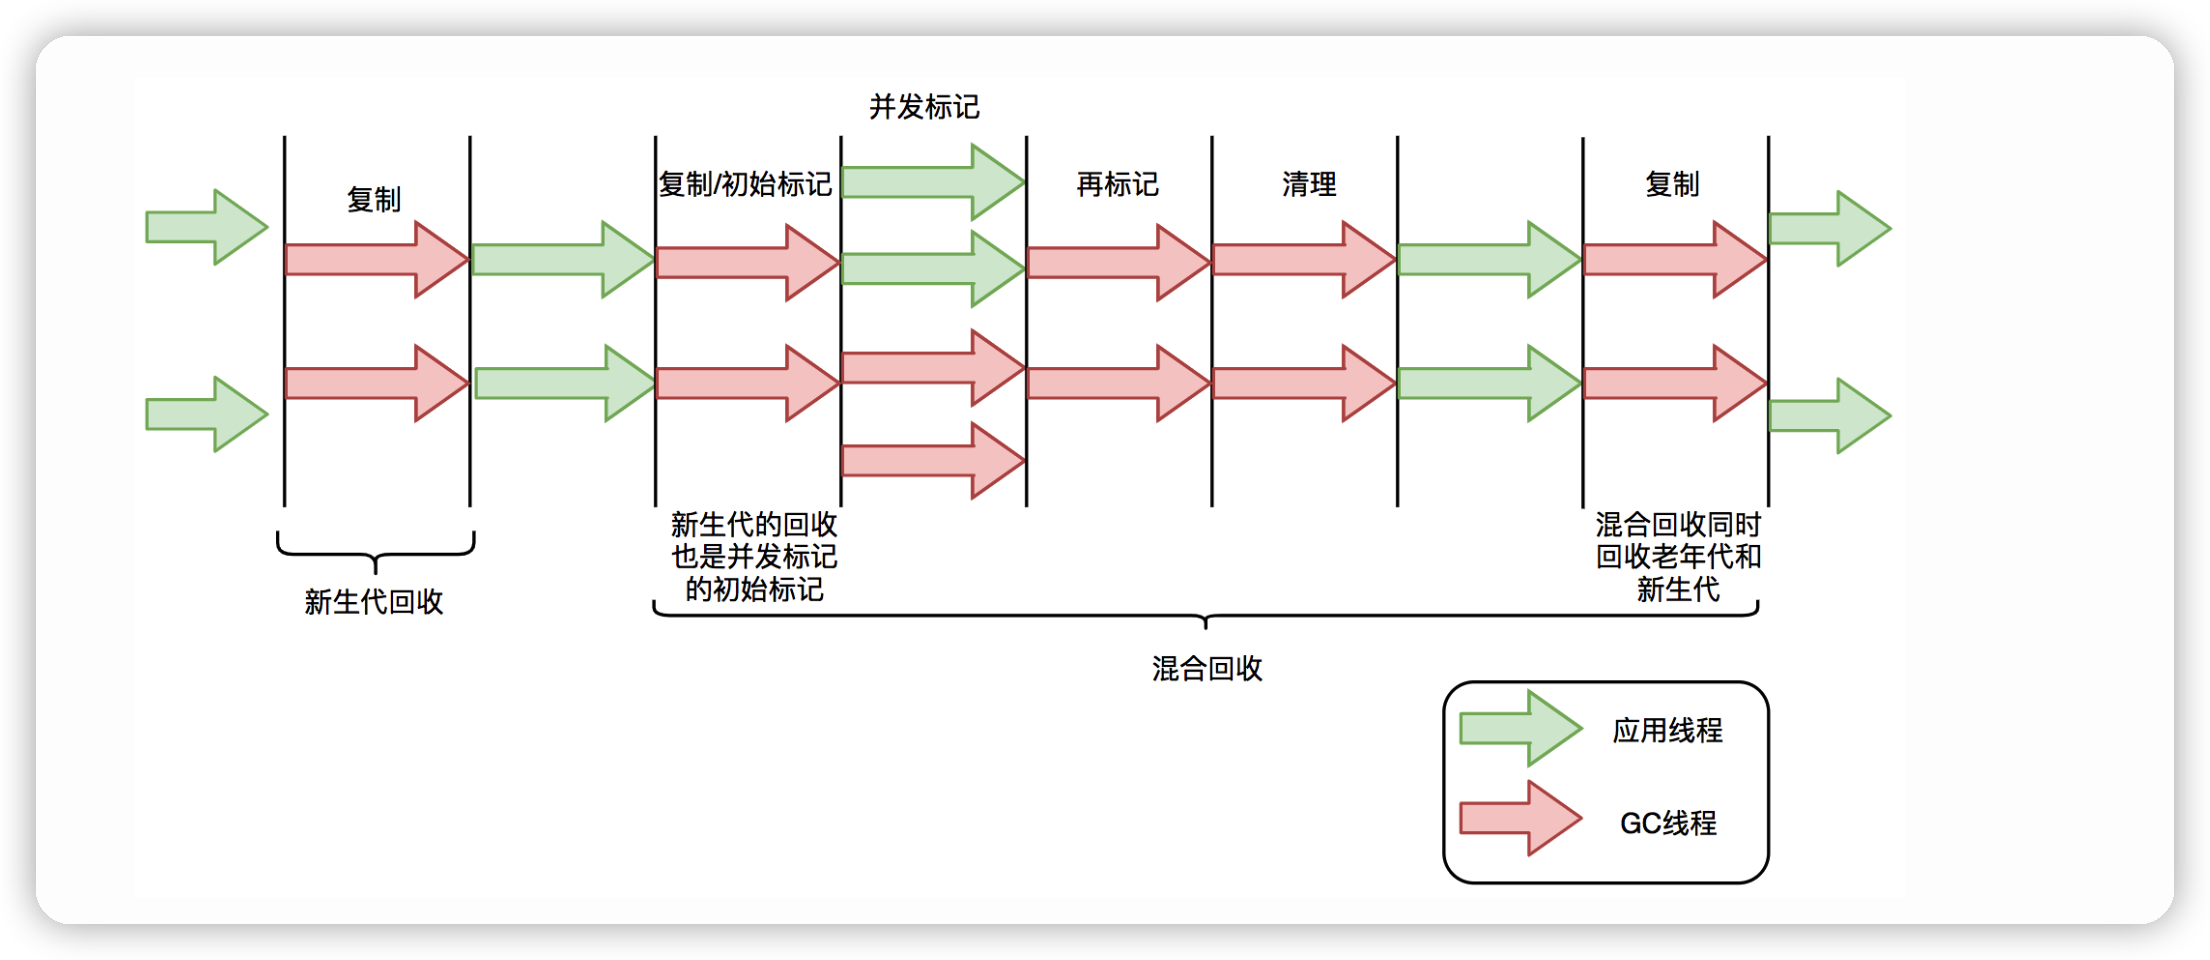 并发标记
复制
复制/初始标记
再标记
清理
复制
新生代的回收
也是并发标记
的初始标记
混合回收同时
回收老年代和
新生代
新生代回收
混合回收
应用线程
GC线程